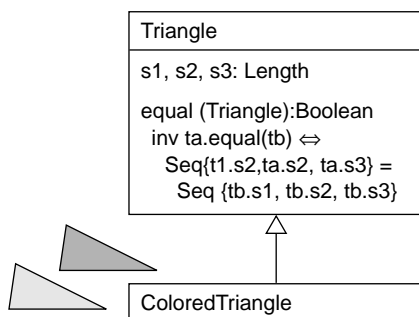 Triangle
s1, s2, s3: Length
equal (Triangle):Boolean
inv ta.equal(tb) ⇔
Seq{t1.s2,ta.s2, ta.s3} =
Seq {tb.s1, tb.s2, tb.s3}
ColoredTriangle